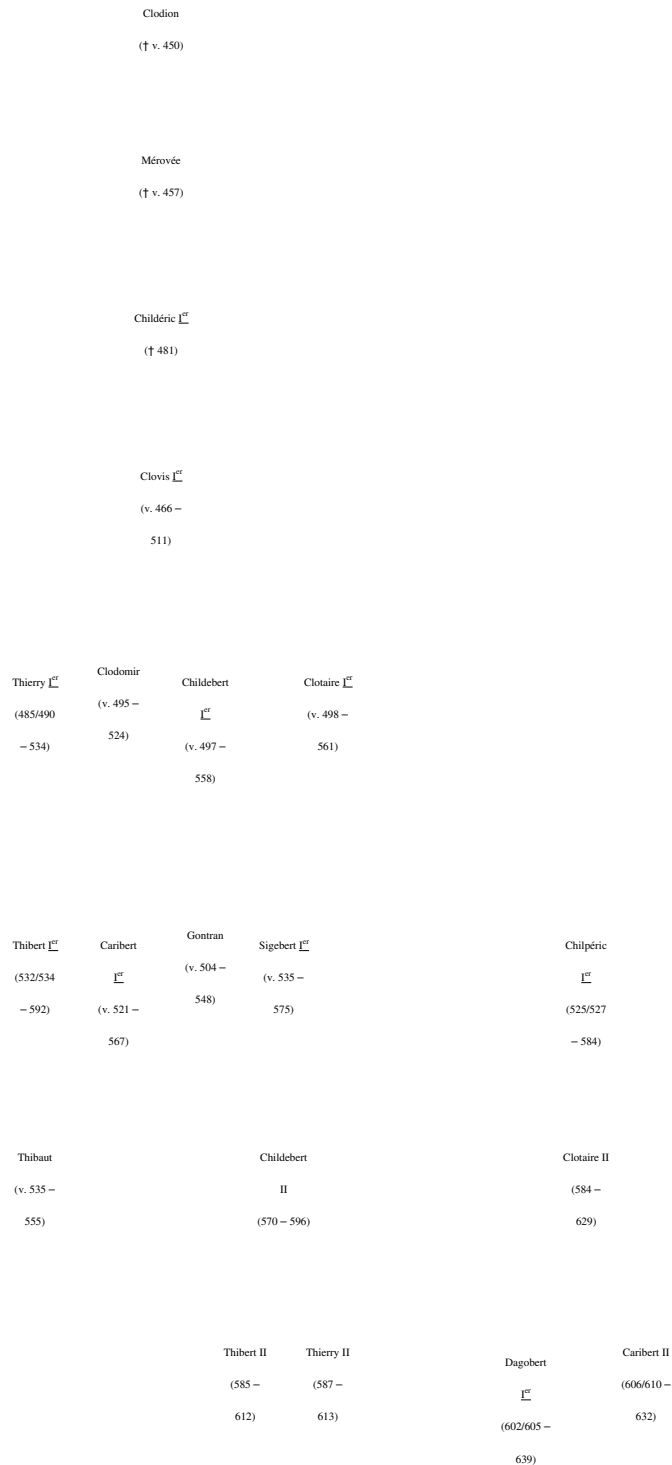 Clodion
(† v. 450)
Mérovée
(† v. 457)
Childéric Ier
(† 481)
Clovis Ier
(v. 466 –
511)
Thierry Ier
(485/490
– 534)
Clodomir
(v. 495 –
524)
Childebert
Ier
(v. 497 –
558)
Clotaire Ier
(v. 498 –
561)
Thibert Ier
(532/534
– 592)
Caribert
Ier
(v. 521 –
567)
Gontran
(v. 504 –
548)
Sigebert Ier
(v. 535 –
575)
Chilpéric
Ier
(525/527
– 584)
Thibaut
(v. 535 –
555)
Childebert
II
(570 – 596)
Clotaire II
(584 –
629)
Thibert II
(585 –
612)
Thierry II
(587 –
613)
Dagobert
Ier
(602/605 –
639)
Caribert II
(606/610 –
632)